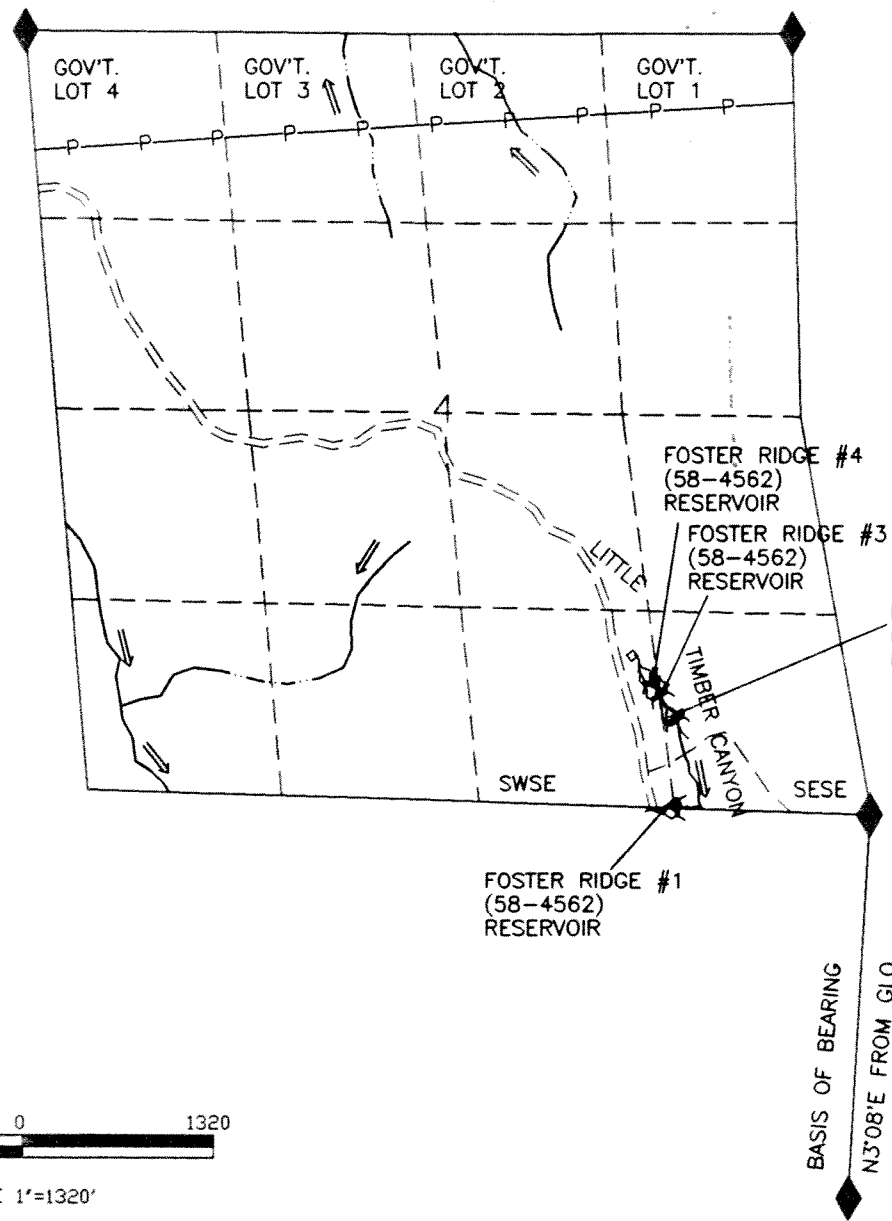 GOV'T.
LOT 4
GOV'T.
LOT 3
GOV'T.
LOT 2
GOV'T.
LOT 1
P P P P P P P P P P
4
FOSTER RIDGE #4
(58-4562)
RESERVOIR
FOSTER RIDGE #3
(58-4562)
RESERVOIR
LITTLE
TIMBER CANYON
SWSE
SESE
FOSTER RIDGE #1
(58-4562)
RESERVOIR
BASIS OF BEARING
N3°08'E FROM GLO
0 1320
1"=1320'